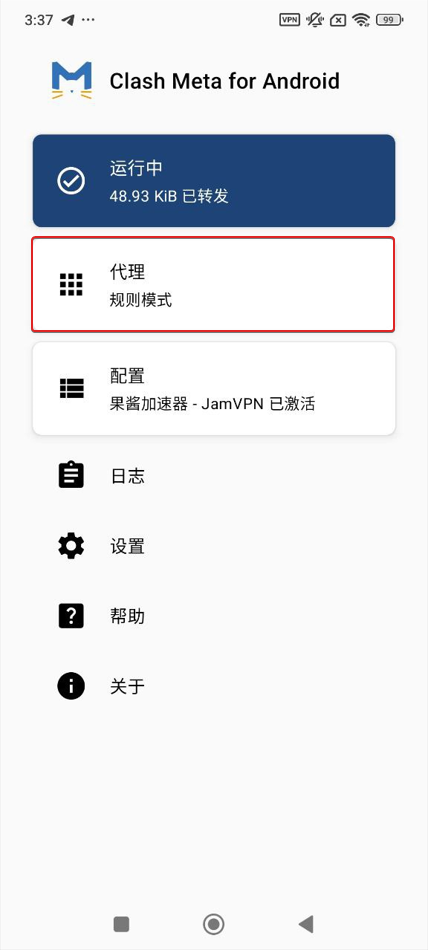 3:37
VPN
99
Clash Meta for Android
运行中
48.93 KiB 已转发
代理
规则模式
配置
果酱加速器 - JamVPN 已激活
日志
设置
帮助
关于